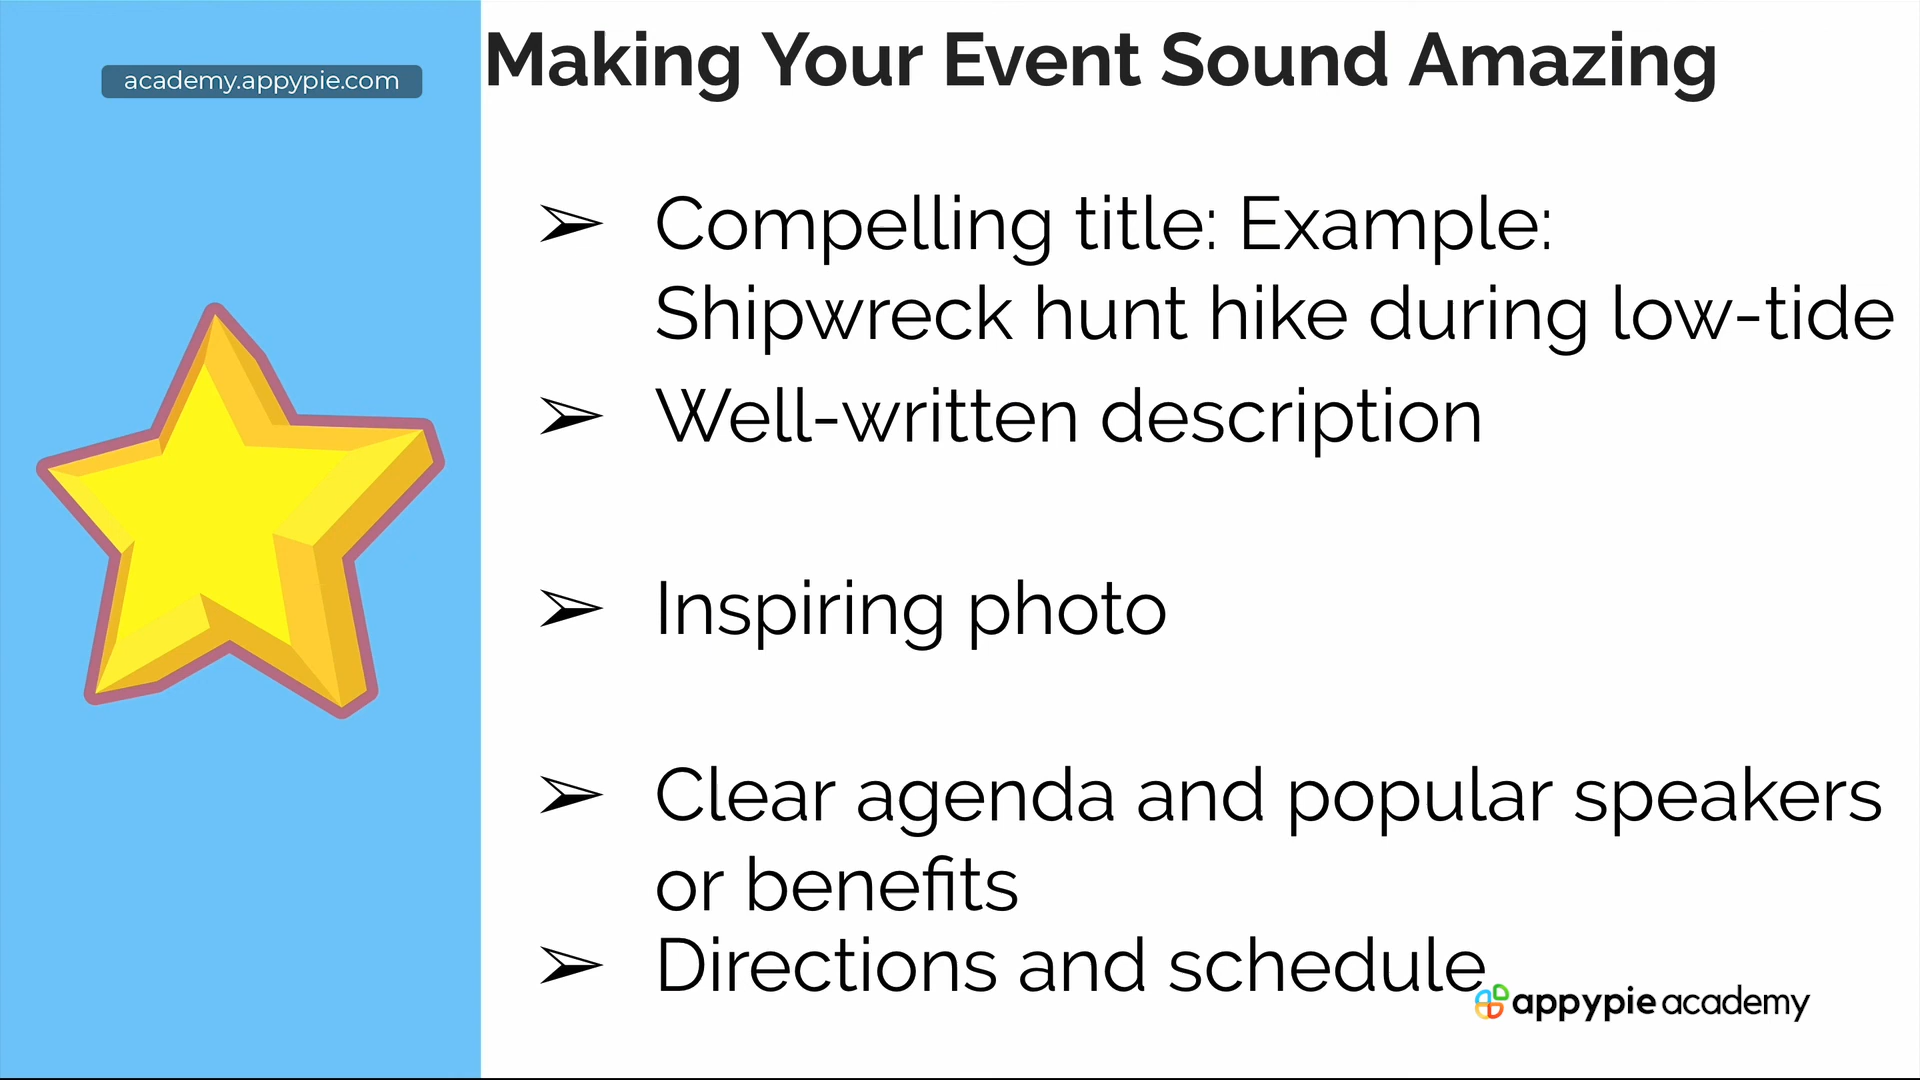 academy.appypie.com
Making Your Event Sound Amazing
➢ Compelling title: Example:
Shipwreck hunt hike during low-tide
➢ Well-written description
➢ Inspiring photo
➢ Clear agenda and popular speakers
or benefits
➢ Directions and schedule
appypie academy